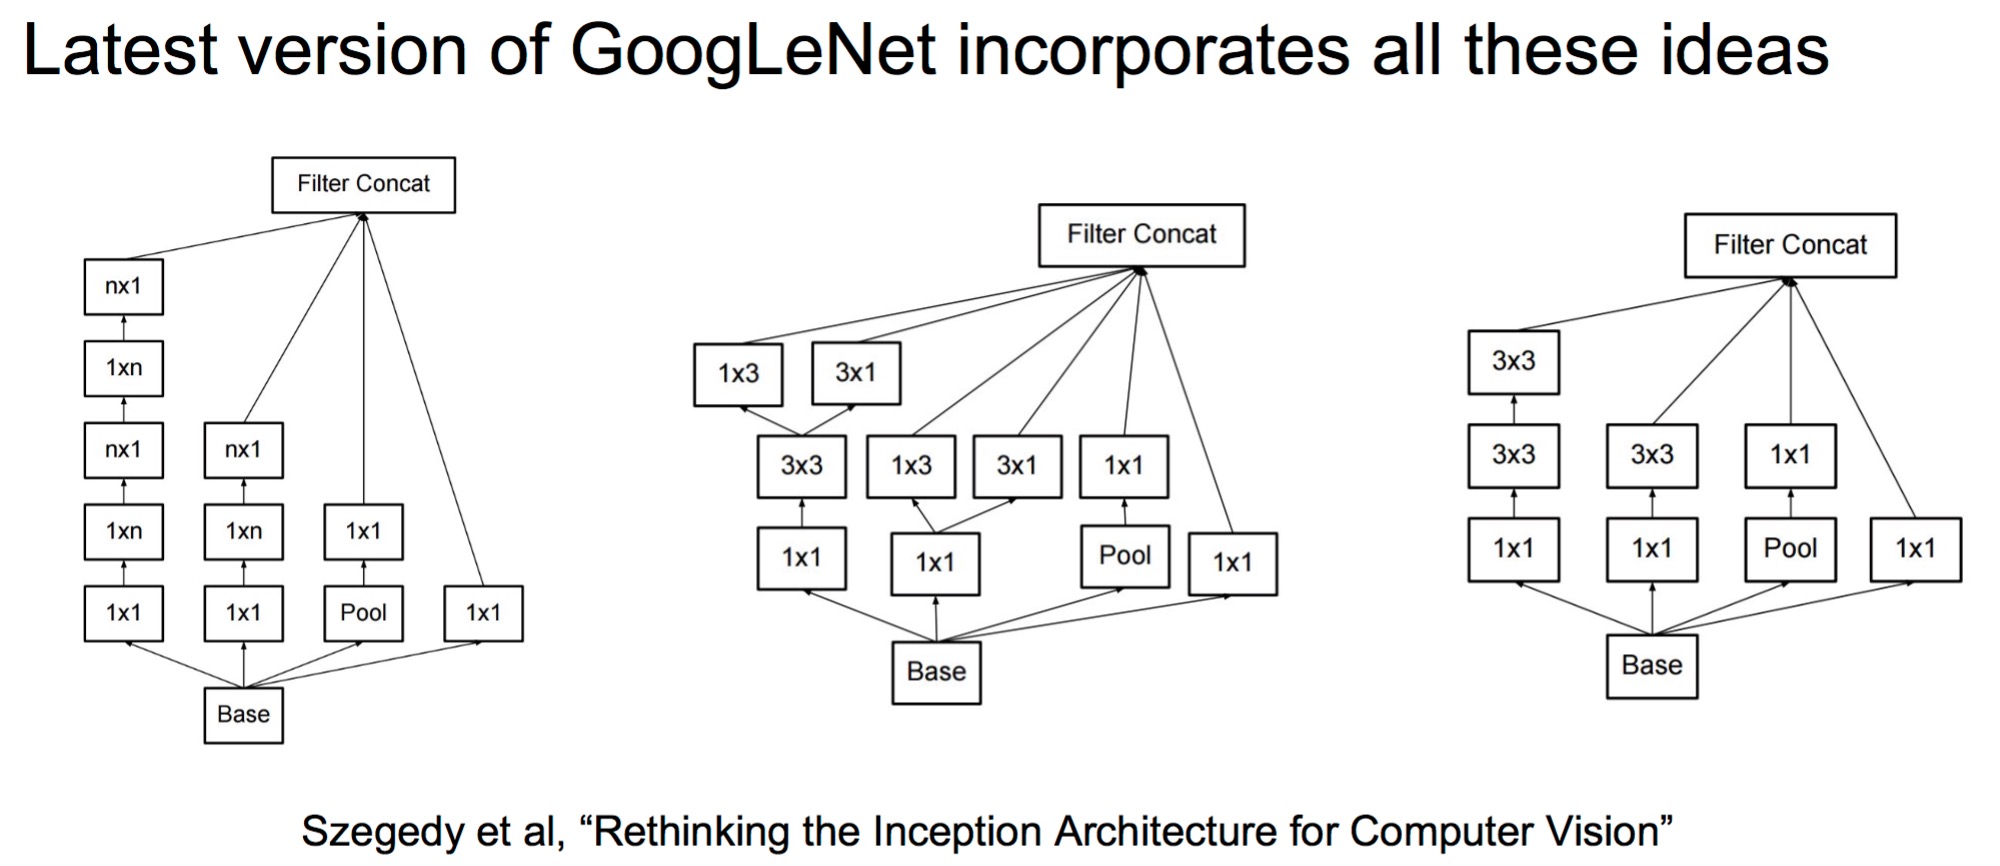 Latest version of GoogLeNet incorporates all these ideas
Filter Concat
nx1
1xn
nx1 nx1
1xn 1xn 1x1
1x1 1x1 Pool 1x1
Base
Filter Concat
1x3 3x1
3x3 1x3 3x1 1x1
1x1 1x1 Pool 1x1
Base
Filter Concat
3x3
3x3 3x3 1x1
1x1 1x1 Pool 1x1
Base
Szegedy et al, “Rethinking the Inception Architecture for Computer Vision”